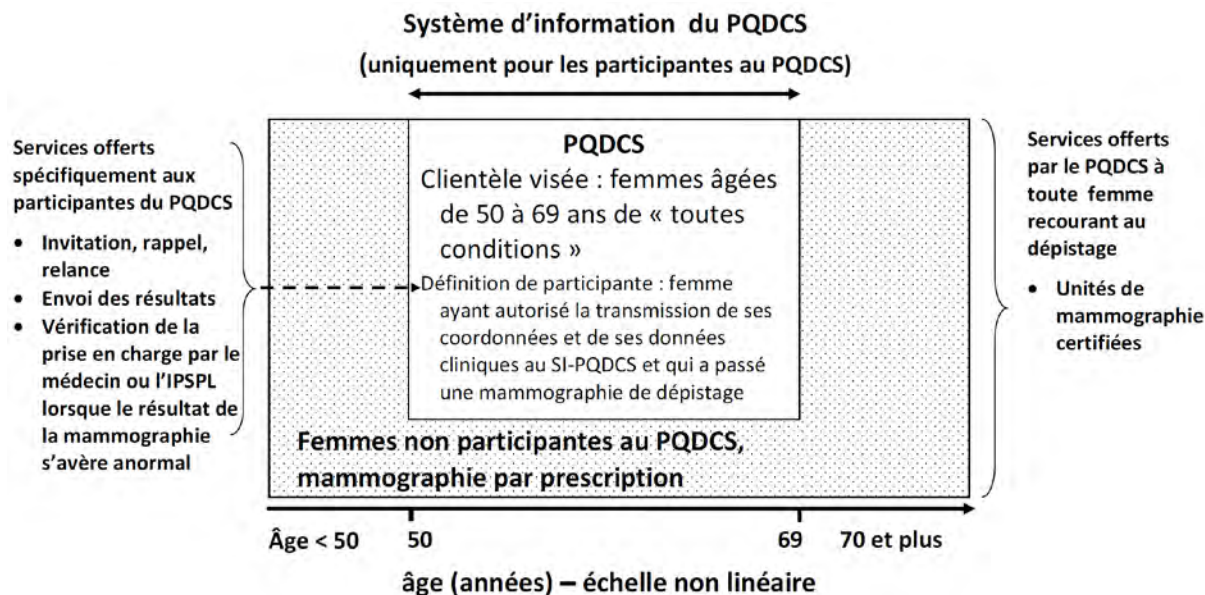 Système d’information du PQDCS
(uniquement pour les participantes au PQDCS)
Services offerts
spécifiquement aux
participantes du PQDCS
• Invitation, rappel,
relance
• Envoi des résultats
• Vérification de la
prise en charge par le
médecin ou l’IPSPL
lorsque le résultat de
la mammographie
s’avère anormal
PQDCS
Clientèle visée : femmes âgées
de 50 à 69 ans de « toutes
conditions »
Définition de participante : femme
ayant autorisé la transmission de ses
coordonnées et de ses données
cliniques au SI-PQDCS et qui a passé
une mammographie de dépistage
Femmes non participantes au PQDCS,
mammographie par prescription
Services offerts
par le PQDCS à
toute femme
recourant au
dépistage
• Unités de
mammographie
certifiées
Âge < 50 50 69 70 et plus
âge (années) – échelle non linéaire